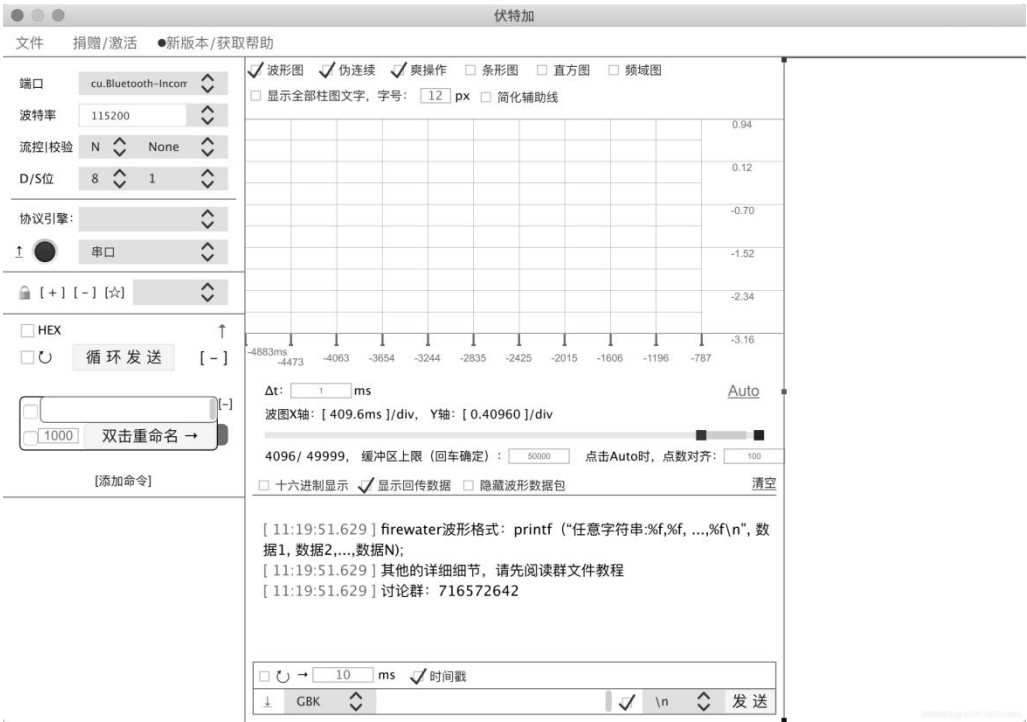 伏特加
文件 捐赠/激活 ●新版本/获取帮助
端口 cu.Bluetooth-Incom
波特率 115200
流控|校验 N None
D/S位 8 1
协议引擎:
串口
[+] [-] [☆]
HEX ↑
循环发送 [-]
[-]
1000 双击重命名 →
[添加命令]
波形图 伪连续 爽操作 条形图 直方图 频域图
显示全部柱图文字,字号: 12 px 简化辅助线
0.94
0.12
-0.70
-1.52
-2.34
-3.16
-4883ms -4473 -4063 -3654 -3244 -2835 -2425 -2015 -1606 -1196 -787
Δt: 1 ms Auto
波图X轴: [ 409.6ms ]/div, Y轴: [ 0.40960 ]/div
4096/ 49999, 缓冲区上限(回车确定): 50000 点击Auto时,点数对齐: 100
十六进制显示 显示回传数据 隐藏波形数据包 清空
[ 11:19:51.629 ] firewater波形格式: printf(“任意字符串:%f,%f, ...,%f\n”, 数
据1, 数据2,...,数据N);
[ 11:19:51.629 ] 其他的详细细节,请先阅读群文件教程
[ 11:19:51.629 ] 讨论群: 716572642
→ 10 ms 时间戳
GBK \n 发送